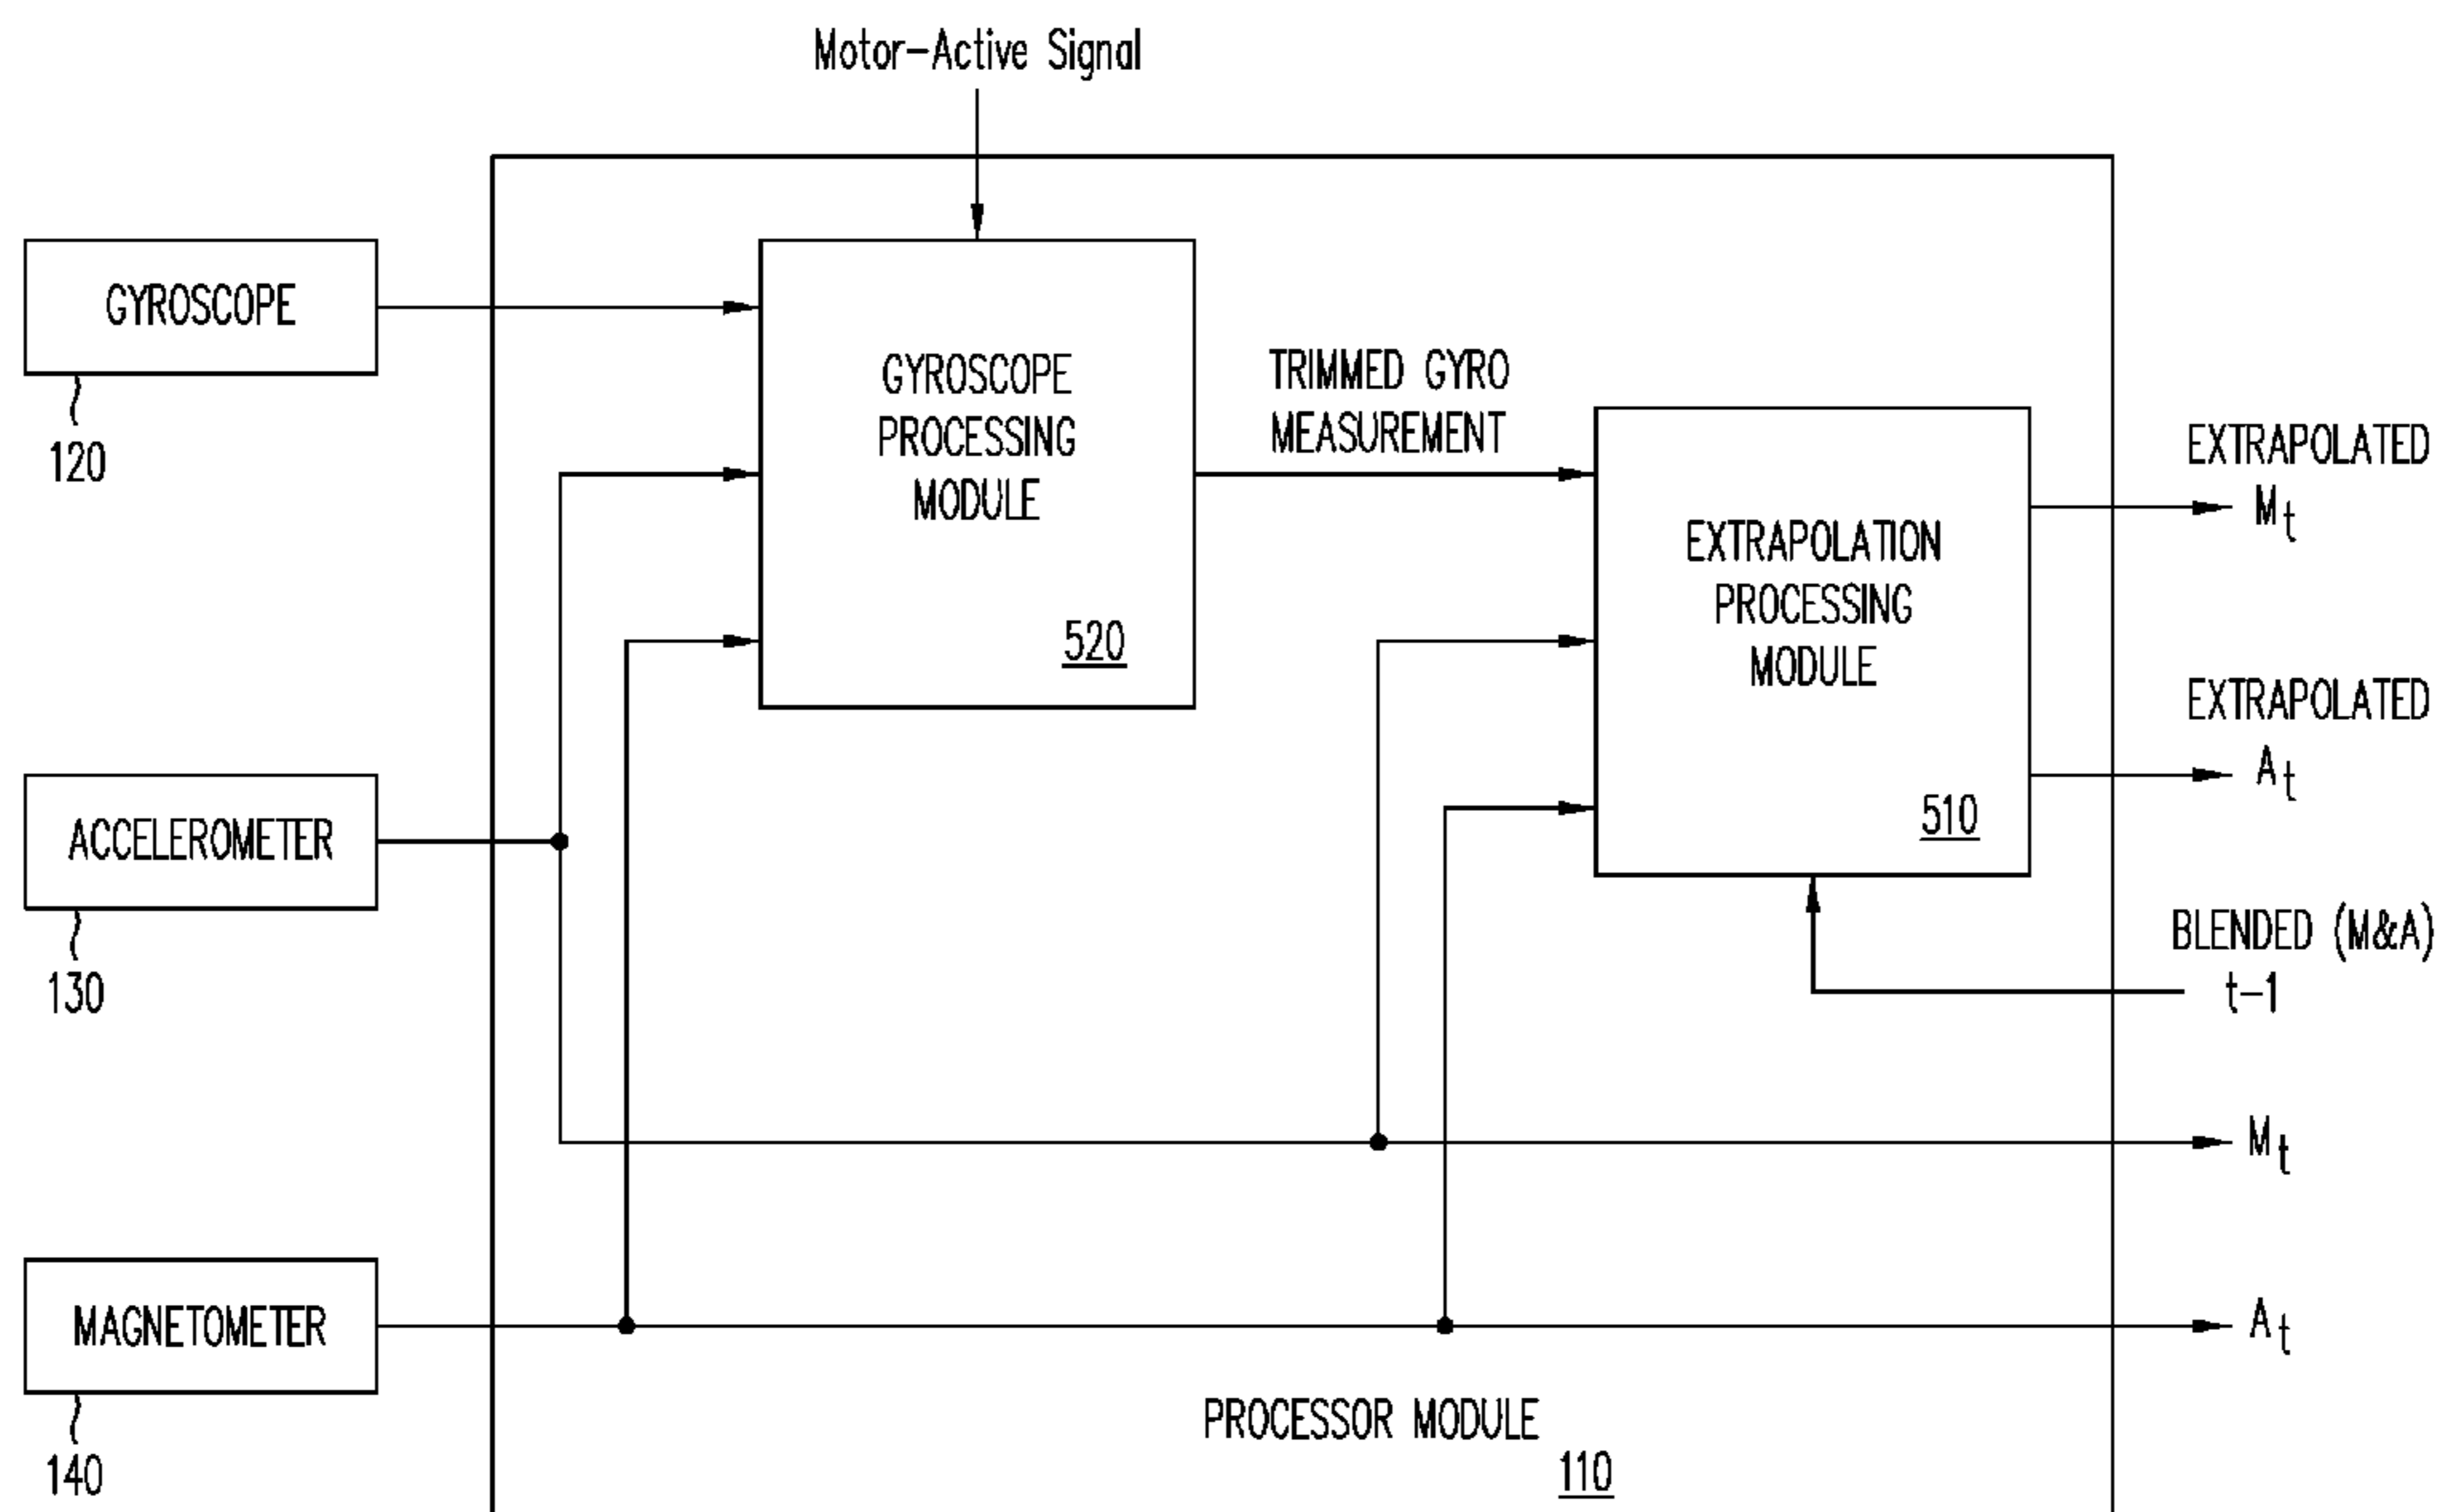 Motor-Active Signal
GYROSCOPE
120
GYROSCOPE
PROCESSING
MODULE
520
TRIMMED GYRO
MEASUREMENT
EXTRAPOLATION
PROCESSING
MODULE
510
EXTRAPOLATED
Mt
EXTRAPOLATED
At
ACCELEROMETER
130
BLENDED (M&A)
t-1
Mt
MAGNETOMETER
140
At
PROCESSOR MODULE
110